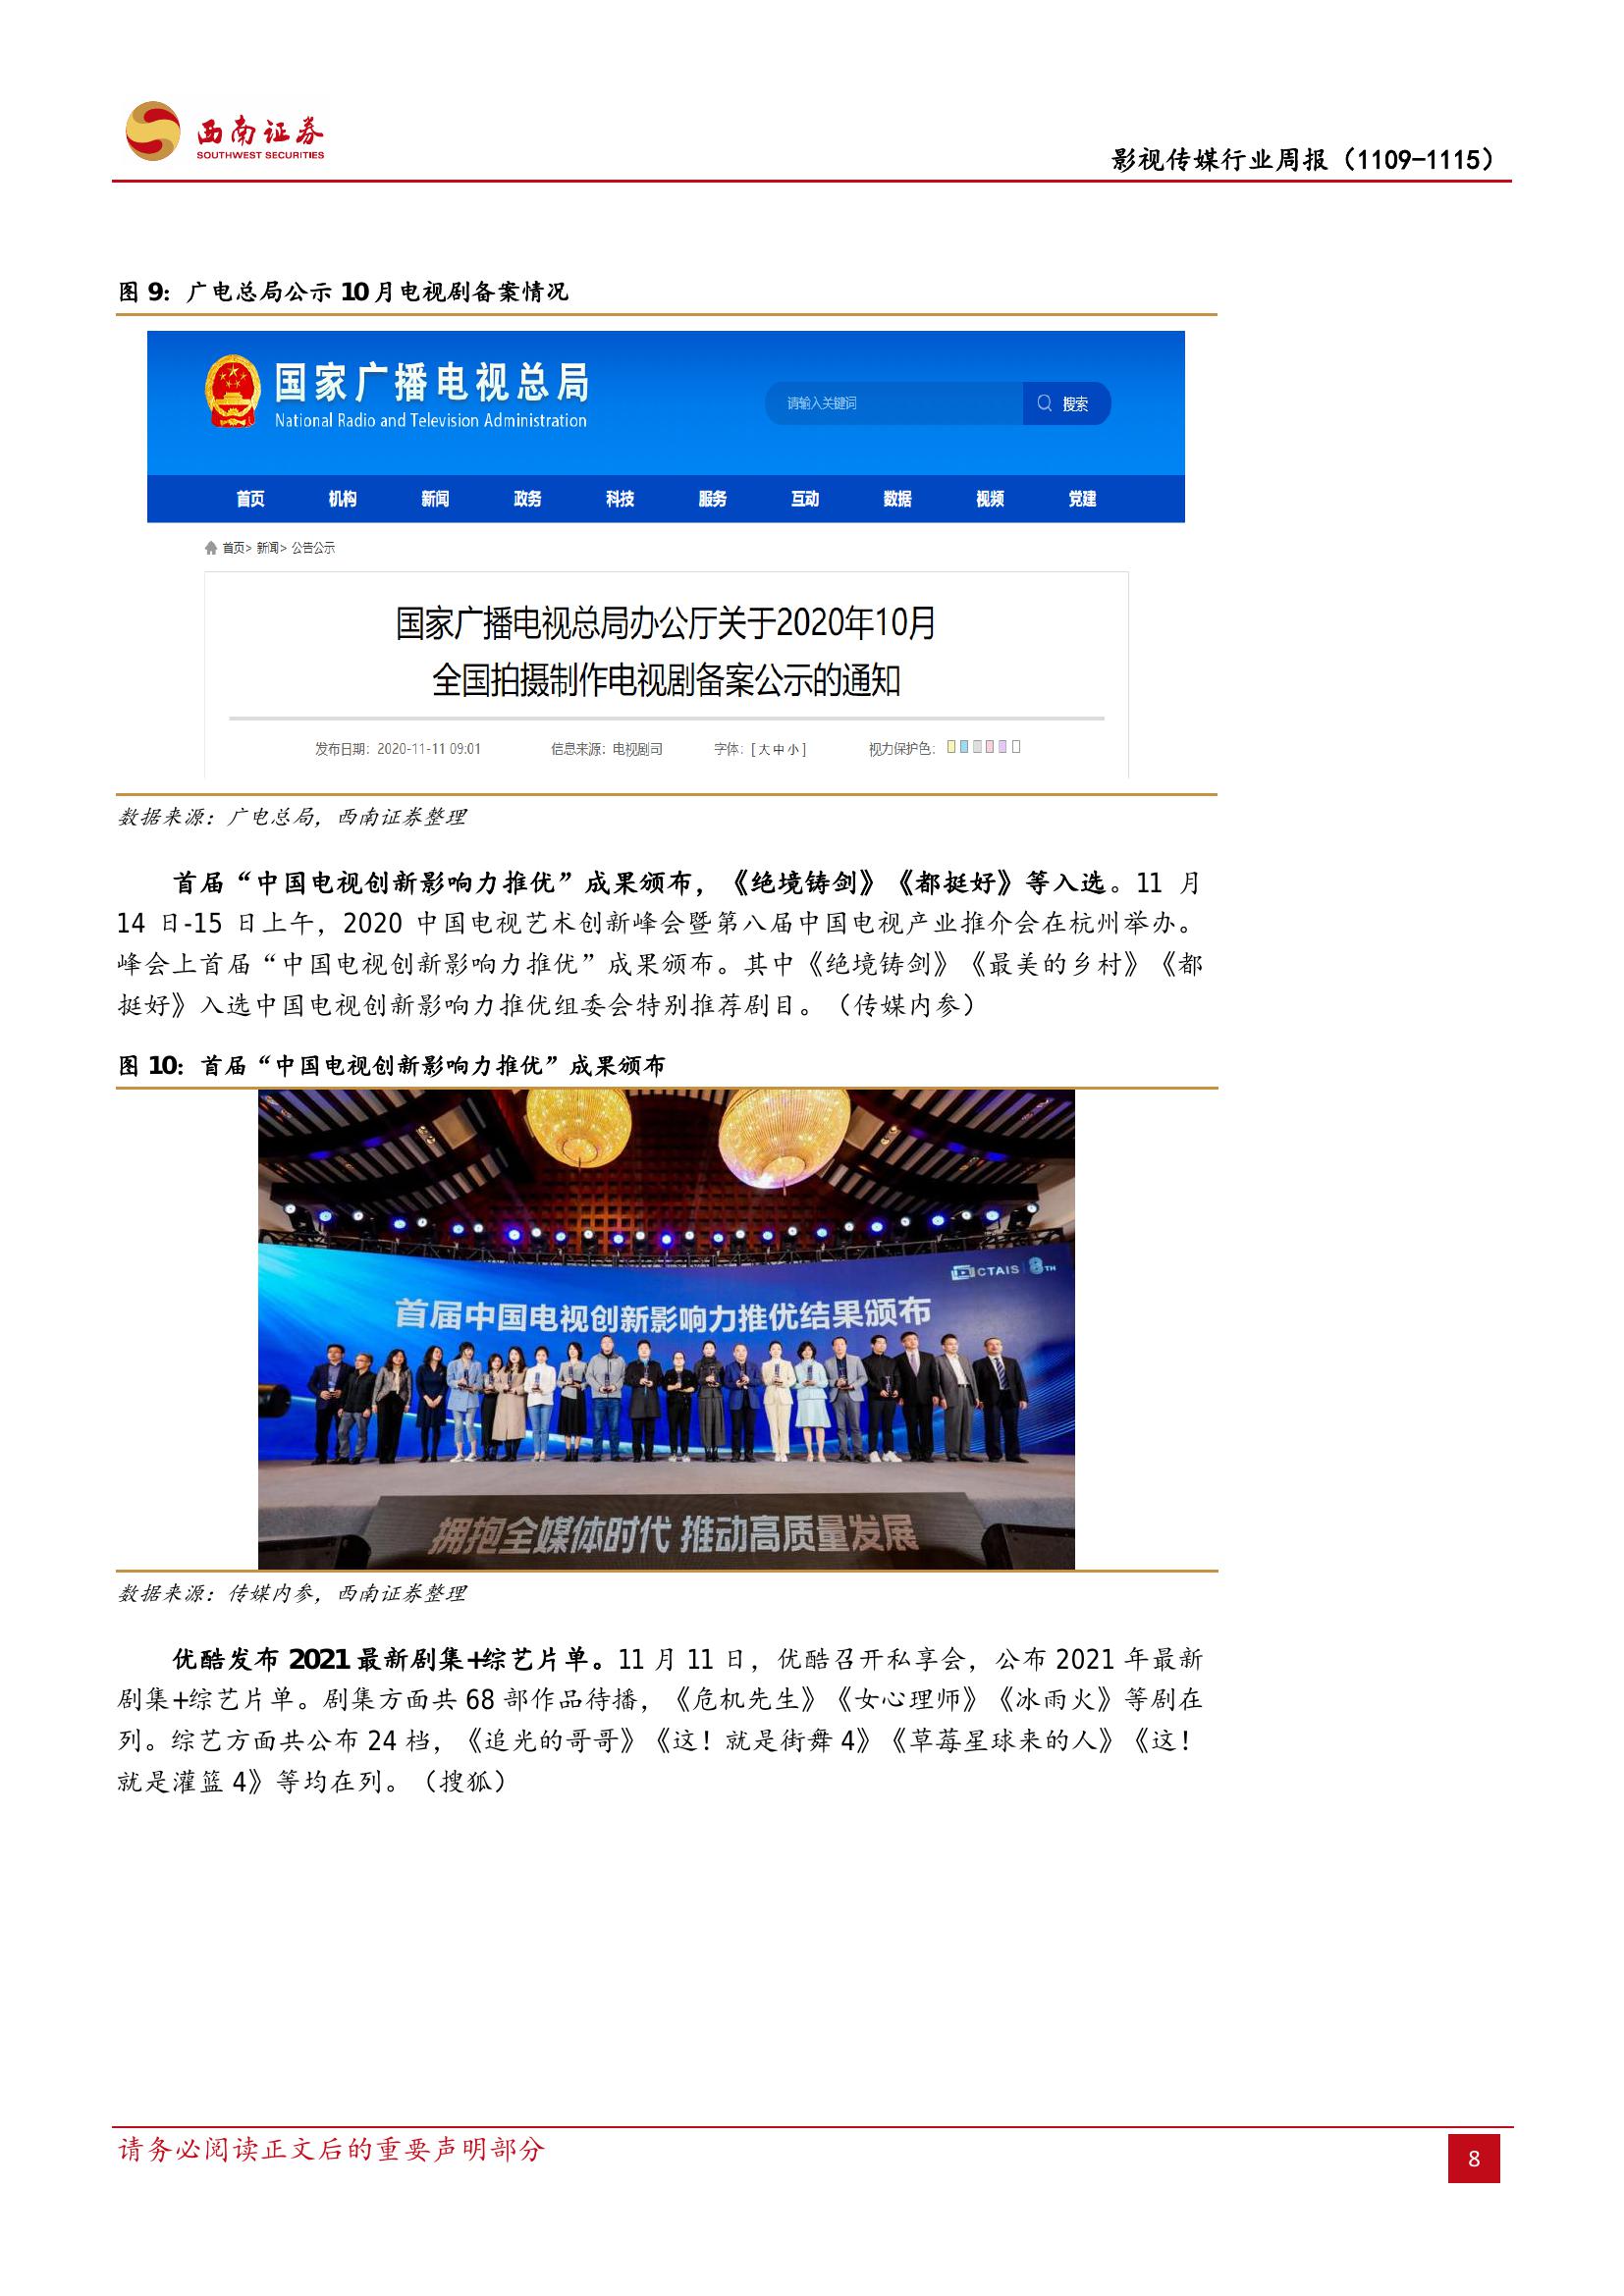 西南证券
SOUTHWEST SECURITIES
影视传媒行业周报（1109-1115）
图 9：广电总局公示 10 月电视剧备案情况
国家广播电视总局
National Radio and Television Administration
请输入关键词 搜索
首页 机构 新闻 政务 科技 服务 互动 数据 视频 党建
首页> 新闻> 公告公示
国家广播电视总局办公厅关于2020年10月
全国拍摄制作电视剧备案公示的通知
发布日期：2020-11-11 09:01 信息来源：电视剧司 字体：[ 大 中 小 ] 视力保护色：
数据来源：广电总局，西南证券整理
首届“中国电视创新影响力推优”成果颁布，《绝境铸剑》《都挺好》等入选。11 月
14 日-15 日上午，2020 中国电视艺术创新峰会暨第八届中国电视产业推介会在杭州举办。
峰会上首届“中国电视创新影响力推优”成果颁布。其中《绝境铸剑》《最美的乡村》《都
挺好》入选中国电视创新影响力推优组委会特别推荐剧目。（传媒内参）
图 10：首届“中国电视创新影响力推优”成果颁布
CTAIS 8TH
首届中国电视创新影响力推优结果颁布
拥抱全媒体时代 推动高质量发展
数据来源：传媒内参，西南证券整理
优酷发布 2021 最新剧集+综艺片单。11 月 11 日，优酷召开私享会，公布 2021 年最新
剧集+综艺片单。剧集方面共 68 部作品待播，《危机先生》《女心理师》《冰雨火》等剧在
列。综艺方面共公布 24 档，《追光的哥哥》《这！就是街舞 4》《草莓星球来的人》《这！
就是灌篮 4》等均在列。（搜狐）
请务必阅读正文后的重要声明部分
8